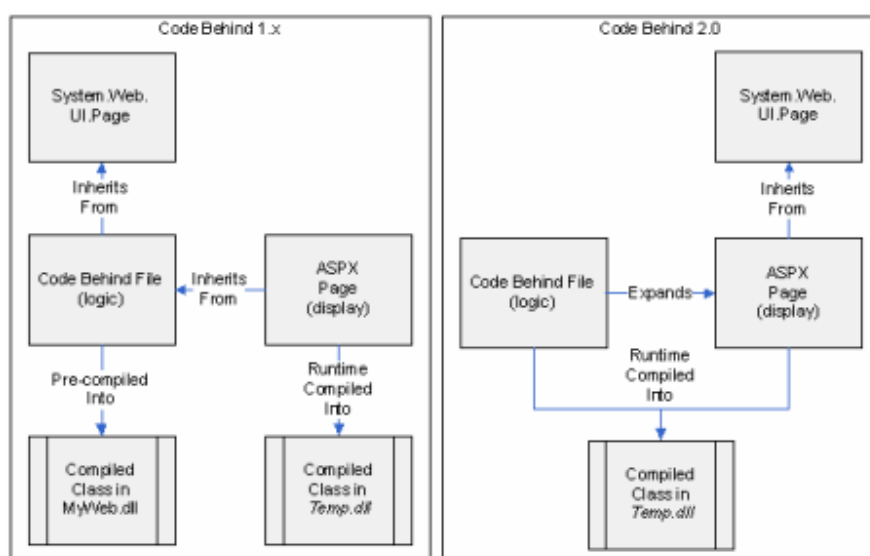 Code Behind 1.x
System.Web.
UI.Page
Inherits
From
Code Behind File
(logic)
Inherits
From
ASPX
Page
(display)
Pre-compiled
Into
Runtime
Compiled
Into
Compiled
Class in
MyWeb.dll
Compiled
Class in
Temp.dll
Code Behind 2.0
System.Web.
UI.Page
Inherits
From
Code Behind File
(logic)
Expands
ASPX
Page
(display)
Runtime
Compiled
Into
Compiled
Class in
Temp.dll